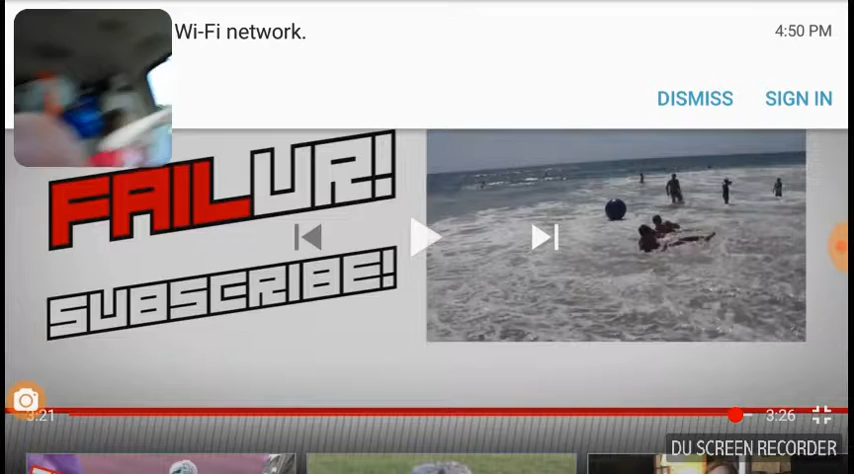 Wi-Fi network.
4:50 PM
DISMISS
SIGN IN
FAILUR!
SUBSCRIBE!
3:21
3:26
DU SCREEN RECORDER